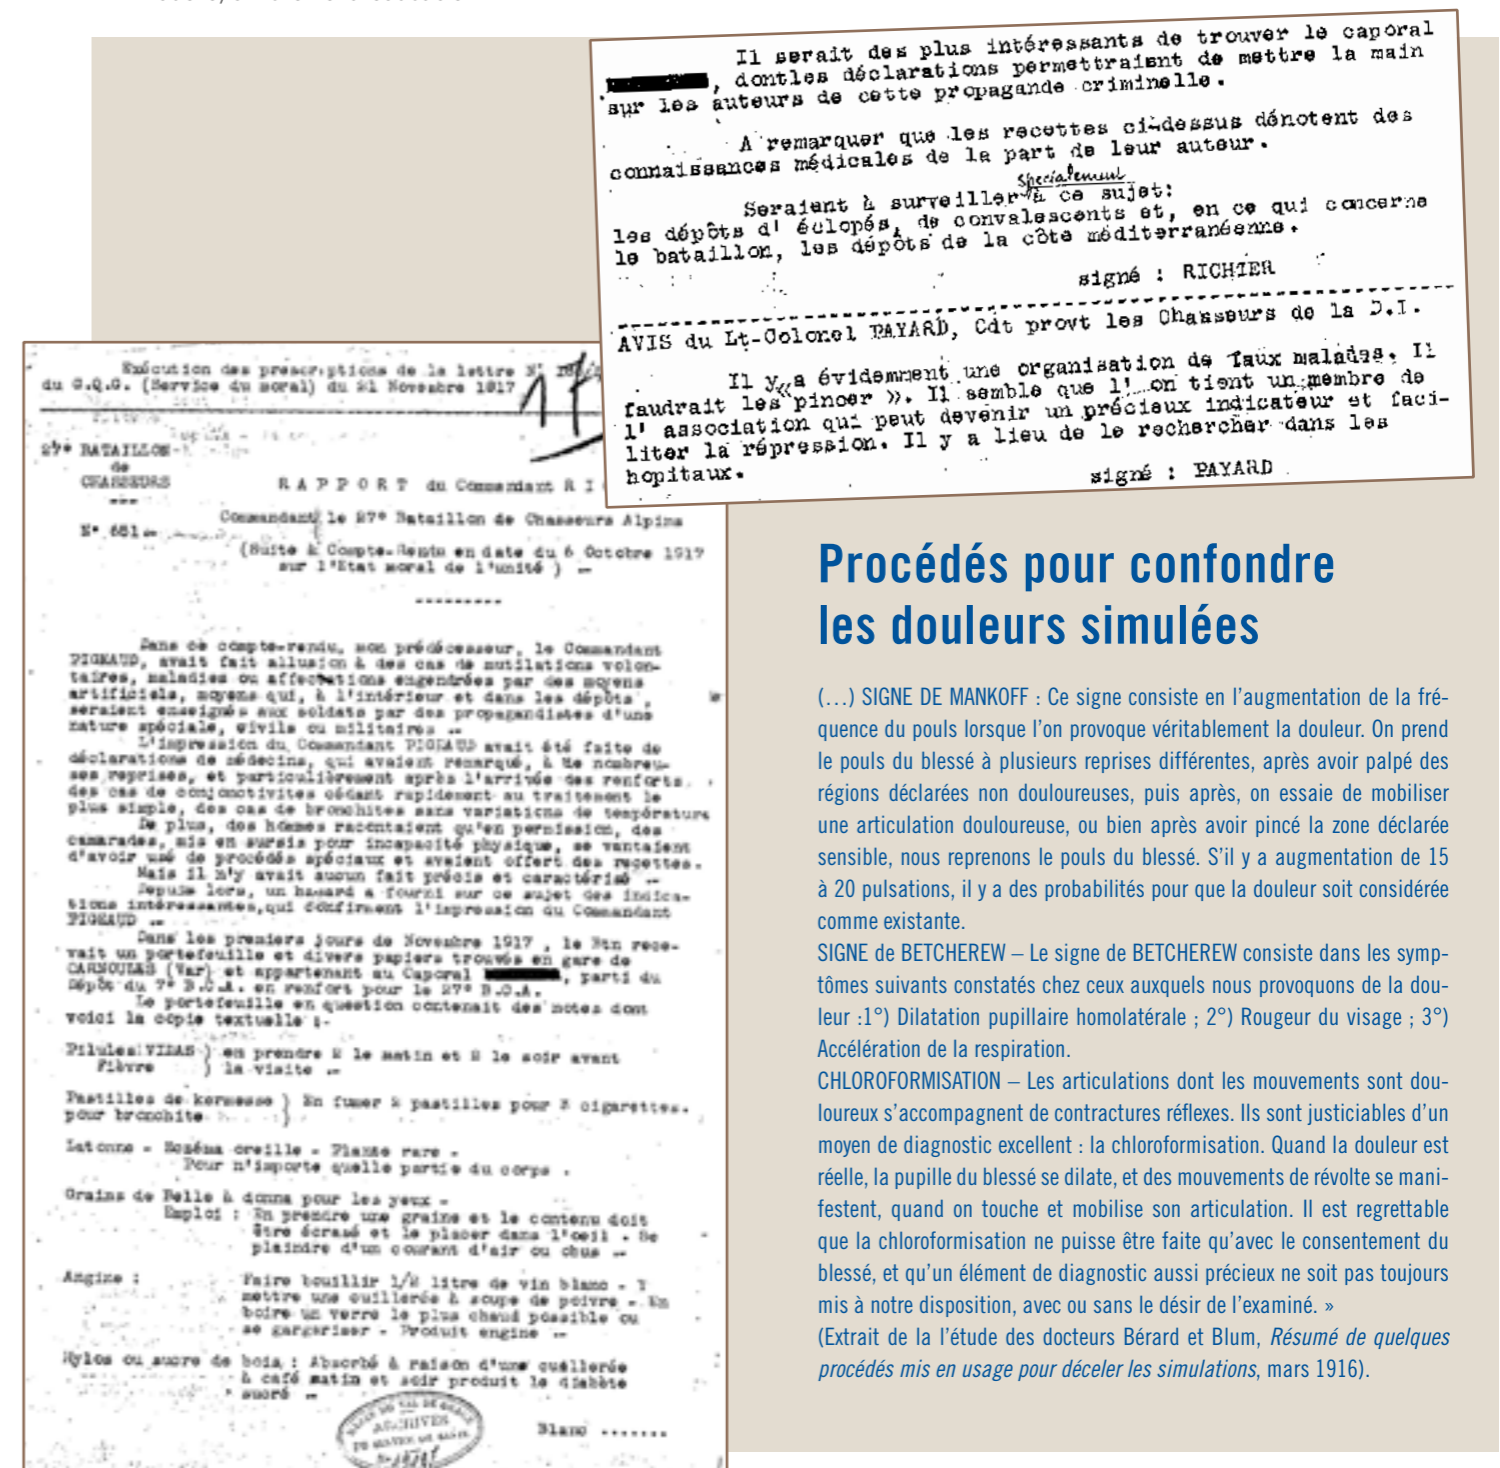 Il serait des plus intéressants de trouver le caporal
, dontles déclarations permettraient de mettre la main
sur les auteurs de cette propagande criminelle.
A remarquer que les recettes ci-dessus dénotent des
connaissances médicales de la part de leur auteur.
specialement
Seraient à surveiller à ce sujet:
les dépôts d' éclopés, de convalescents et, en ce qui concerne
le bataillon, les dépôts de la côte méditerranéenne.
signé : RICHIER
AVIS du Lt-Colonel PAYARD, Cdt provt les Chasseurs de la D.I.
Il y a évidemment une organisation de faux malades. Il
faudrait les « pincer ». Il semble que l' on tient un membre de
l' association qui peut devenir un précieux indicateur et faci-
liter la répression. Il y a lieu de le rechercher dans les
hopitaux.
signé : PAYARD
Exécution des prescriptions de la lettre N°
du G.Q.G. (Service du moral) du 21 Novembre 1917
17
27° BATAILLON
de
CHASSEURS
RAPPORT du Commandant R I
Commandant le 27° Bataillon de Chasseurs Alpins
N° 681
(Suite à Compte-Rendu en date du 6 Octobre 1917
sur l'Etat moral de l'unité ) -
Dans ce compte-rendu, mon prédécesseur, le Commandant
PIGEAUD, avait fait allusion à des cas de mutilations volon-
taires, maladies ou affectations engendrées par des moyens
artificiels, moyens qui, à l'intérieur et dans les dépôts ,
seraient enseignés aux soldats par des propagandistes d'une
nature spéciale, civils ou militaires .-
L'impression du Commandant PIGEAUD avait été faite de
déclarations de médecins, qui avaient remarqué, à de nombreu-
ses reprises, et particulièrement après l'arrivée des renforts,
des cas de conjonctivites cédant rapidement au traitement le
plus simple, des cas de bronchites sans variations de température
De plus, des hommes racontaient qu'en permission, des
camarades, mis en sursis pour incapacité physique, se vantaient
d'avoir usé de procédés spéciaux et avaient offert des recettes.
Mais il n'y avait aucun fait précis et caractérisé .-
Depuis lors, un hasard a fourni sur ce sujet des indica-
tions intéressantes,qui confirment l'impression du Commandant
PIGEAUD .-
Dans les premiers jours de Novembre 1917 , le Btn rece-
vait un portefeuille et divers papiers trouvés en gare de
CARNOULES (Var) et appartenant au Caporal , parti du
Dépôt du 7° B.C.A. en renfort pour le 27° B.C.A.
Le portefeuille en question contenait des notes dont
voici la copie textuelle :-
Pilules VIDAS ) en prendre 2 le matin et 2 le soir avant
Fièvre ) la visite .-
Pastilles de kermesse ) En fumer 2 pastilles pour 3 cigarettes.
pour bronchite )
- Eczéma oreille - Plante rare -
Pour n'importe quelle partie du corps .
Grains de Belle à donna pour les yeux -
Emploi : En prendre une graine et le contenu doit
être écrasé et le placer dans l'oeil . Se
plaindre d'un courant d'air ou obus .-
Angine : Faire bouillir 1/2 litre de vin blanc - Y
mettre une cuillerée à soupe de poivre - En
boire un verre le plus chaud possible ou
se gargariser - Produit engine .-
Hylos ou sucre de bois : Absorbé à raison d'une cuellerée
à café matin et soir produit le diabète
sucré .-
ARCHIVES
Blanc .......
Procédés pour confondre
les douleurs simulées
(…) SIGNE DE MANKOFF : Ce signe consiste en l’augmentation de la fré-
quence du pouls lorsque l’on provoque véritablement la douleur. On prend
le pouls du blessé à plusieurs reprises différentes, après avoir palpé des
régions déclarées non douloureuses, puis après, on essaie de mobiliser
une articulation douloureuse, ou bien après avoir pincé la zone déclarée
sensible, nous reprenons le pouls du blessé. S’il y a augmentation de 15
à 20 pulsations, il y a des probabilités pour que la douleur soit considérée
comme existante.
SIGNE de BETCHEREW – Le signe de BETCHEREW consiste dans les symp-
tômes suivants constatés chez ceux auxquels nous provoquons de la dou-
leur :1°) Dilatation pupillaire homolatérale ; 2°) Rougeur du visage ; 3°)
Accélération de la respiration.
CHLOROFORMISATION – Les articulations dont les mouvements sont dou-
loureux s’accompagnent de contractures réflexes. Ils sont justiciables d’un
moyen de diagnostic excellent : la chloroformisation. Quand la douleur est
réelle, la pupille du blessé se dilate, et des mouvements de révolte se mani-
festent, quand on touche et mobilise son articulation. Il est regrettable
que la chloroformisation ne puisse être faite qu’avec le consentement du
blessé, et qu’un élément de diagnostic aussi précieux ne soit pas toujours
mis à notre disposition, avec ou sans le désir de l’examiné. »
(Extrait de la l’étude des docteurs Bérard et Blum, Résumé de quelques
procédés mis en usage pour déceler les simulations, mars 1916).